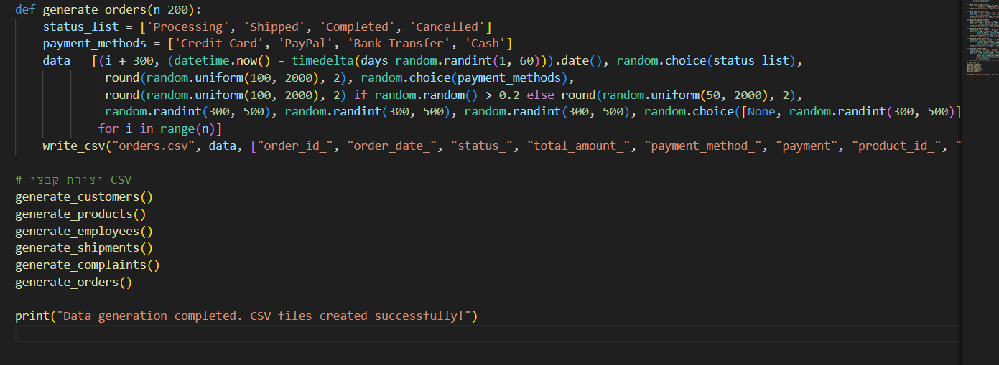 def generate_orders(n=200):
    status_list = ['Processing', 'Shipped', 'Completed', 'Cancelled']
    payment_methods = ['Credit Card', 'PayPal', 'Bank Transfer', 'Cash']
    data = [(i + 300, (datetime.now() - timedelta(days=random.randint(1, 60))).date(), random.choice(status_list),
             round(random.uniform(100, 2000), 2), random.choice(payment_methods),
             round(random.uniform(100, 2000), 2) if random.random() > 0.2 else round(random.uniform(50, 2000), 2),
             random.randint(300, 500), random.randint(300, 500), random.randint(300, 500), random.choice([None, random.randint(300, 500)]
            for i in range(n)]
    write_csv("orders.csv", data, ["order_id_", "order_date_", "status_", "total_amount_", "payment_method_", "payment", "product_id_", "
# יצירת קבצי CSV
generate_customers()
generate_products()
generate_employees()
generate_shipments()
generate_complaints()
generate_orders()
print("Data generation completed. CSV files created successfully!")